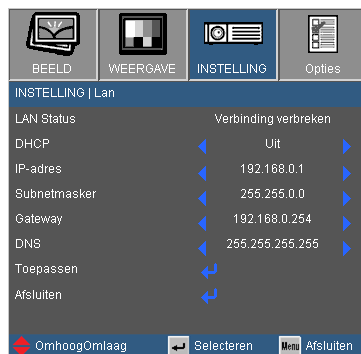 BEELD WEERGAVE INSTELLING Opties
INSTELLING | Lan
LAN Status Verbinding verbreken
DHCP Uit
IP-adres 192.168.0.1
Subnetmasker 255.255.0.0
Gateway 192.168.0.254
DNS 255.255.255.255
Toepassen
Afsluiten
OmhoogOmlaag Selecteren Menu Afsluiten